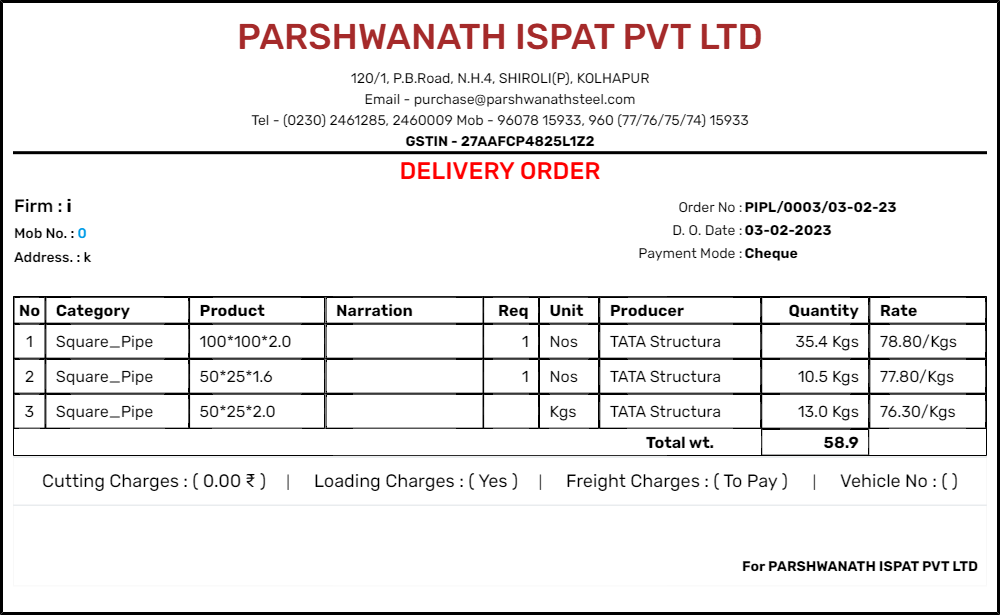 PARSHWANATH ISPAT PVT LTD
120/1, P.B.Road, N.H.4, SHIROLI(P), KOLHAPUR
Email - purchase@parshwanathsteel.com
Tel - (0230) 2461285, 2460009 Mob - 96078 15933, 960 (77/76/75/74) 15933
GSTIN - 27AAFCP4825L1Z2
DELIVERY ORDER
Firm : i
Mob No. : 0
Address. : k
Order No : PIPL/0003/03-02-23
D. O. Date : 03-02-2023
Payment Mode : Cheque
No Category Product Narration Req Unit Producer Quantity Rate
1 Square_Pipe 100*100*2.0 1 Nos TATA Structura 35.4 Kgs 78.80/Kgs
2 Square_Pipe 50*25*1.6 1 Nos TATA Structura 10.5 Kgs 77.80/Kgs
3 Square_Pipe 50*25*2.0 Kgs TATA Structura 13.0 Kgs 76.30/Kgs
Total wt. 58.9
Cutting Charges : ( 0.00 ₹ ) | Loading Charges : ( Yes ) | Freight Charges : ( To Pay ) | Vehicle No : ( )
For PARSHWANATH ISPAT PVT LTD